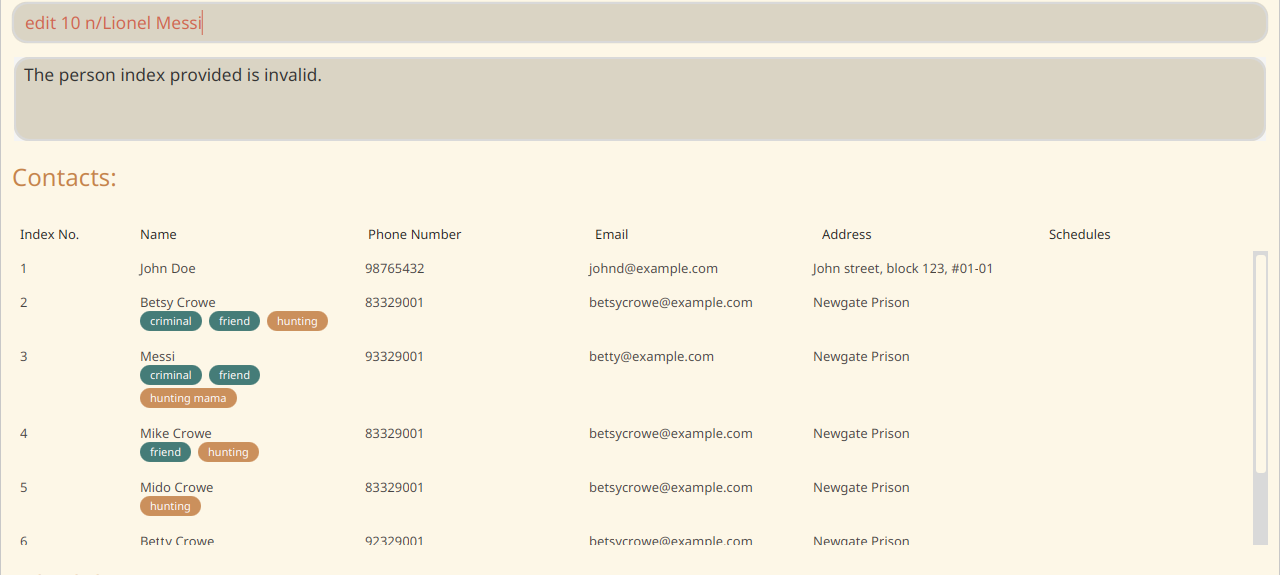 edit 10 n/Lionel Messi
The person index provided is invalid.
Contacts:
Index No. Name Phone Number Email Address Schedules
1 John Doe 98765432 johnd@example.com John street, block 123, #01-01
2 Betsy Crowe 83329001 betsycrowe@example.com Newgate Prison
criminal friend hunting
3 Messi 93329001 betty@example.com Newgate Prison
criminal friend
hunting mama
4 Mike Crowe 83329001 betsycrowe@example.com Newgate Prison
friend hunting
5 Mido Crowe 83329001 betsycrowe@example.com Newgate Prison
hunting
6 Betty Crowe 92329001 betsycrowe@example.com Newgate Prison